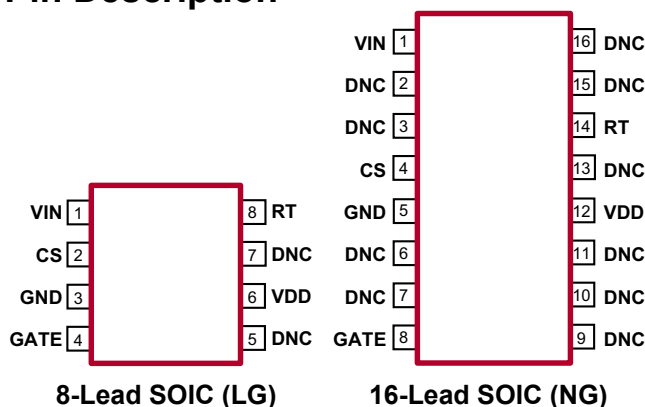 VIN 1
CS 2
GND 3
GATE 4
8 RT
7 DNC
6 VDD
5 DNC
8-Lead SOIC (LG)
VIN 1
DNC 2
DNC 3
CS 4
GND 5
DNC 6
DNC 7
GATE 8
16 DNC
15 DNC
14 RT
13 DNC
12 VDD
11 DNC
10 DNC
9 DNC
16-Lead SOIC (NG)